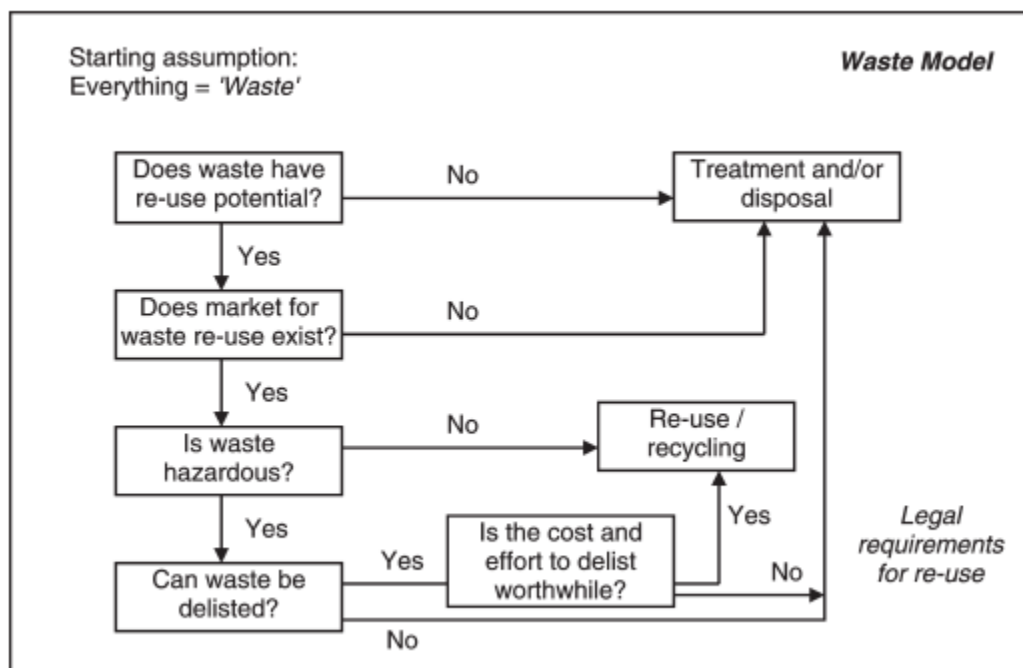 Starting assumption:
Everything = 'Waste'
Waste Model
Does waste have
re-use potential?
No
Treatment and/or
disposal
Yes
Does market for
waste re-use exist?
No
Yes
Is waste
hazardous?
No
Re-use /
recycling
Yes
Can waste be
delisted?
Yes
Is the cost and
effort to delist
worthwhile?
Yes
No
No
Legal
requirements
for re-use